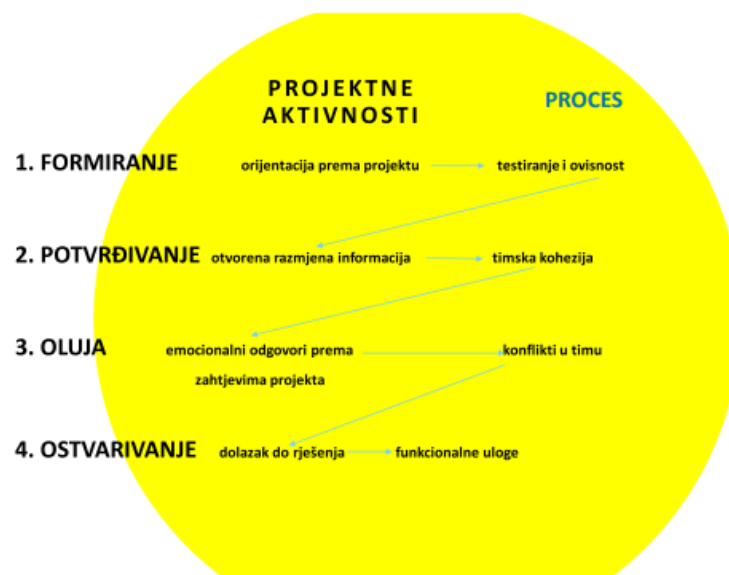 PROJEKTNE
AKTIVNOSTI
PROCES
1. FORMIRANJE orijentacija prema projektu testiranje i ovisnost
2. POTVRĐIVANJE otvorena razmjena informacija timska kohezija
3. OLUJA emocionalni odgovori prema konflikti u timu
zahtjevima projekta
4. OSTVARIVANJE dolazak do rješenja funkcionalne uloge